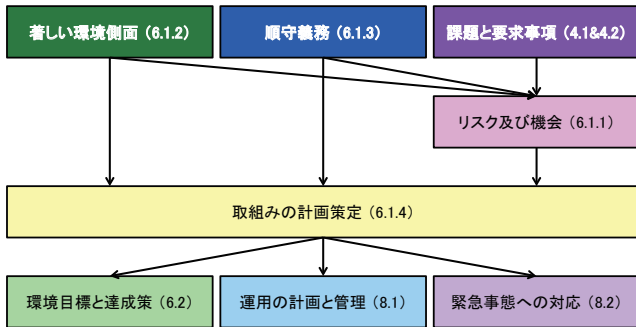 著しい環境側面 (6.1.2)
順守義務 (6.1.3)
課題と要求事項 (4.1&4.2)
リスク及び機会 (6.1.1)
取組みの計画策定 (6.1.4)
環境目標と達成策 (6.2)
運用の計画と管理 (8.1)
緊急事態への対応 (8.2)